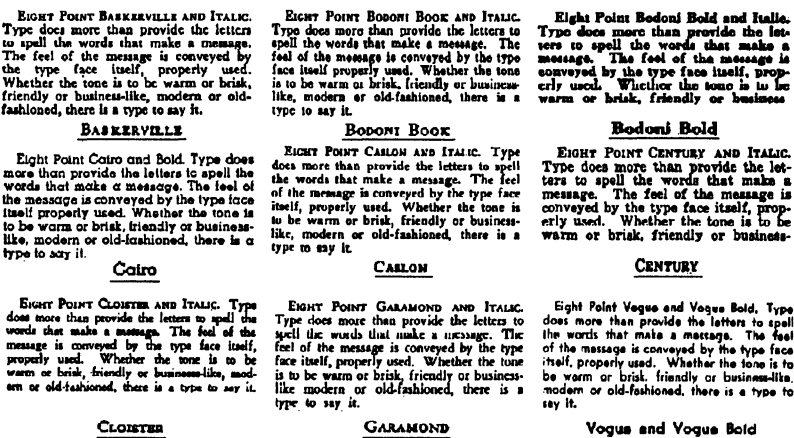 EIGHT POINT BASKERVILLE AND ITALIC.
Type does more than provide the letters
to spell the words that make a message.
The feel of the message is conveyed by
the type face itself, properly used.
Whether the tone is warm or brisk,
friendly or business-like, modern or old-
fashioned, there is a type to say it.
BASKERVILLE
EIGHT POINT BODONI BOOK AND ITALIC.
Type does more than provide the letters to
spell the words that make a message. The
feel of the message is conveyed by the type
face itself properly used. Whether the tone
is to be warm or brisk, friendly or business-
like, modern or old-fashioned, there is a
type to say it.
BODONI BOOK
Eight Point Bodoni Bold and Italic.
Type does more than provide the let-
ters to spell the words that make a
message. The feel of the message is
conveyed by the type face itself, prop-
erly used. Whether the tone is to be
warm or brisk, friendly or business
Bodoni Bold
Eight Point Cairo and Bold. Type does
more than provide the letters to spell the
words that make a message. The feel of
the message is conveyed by the type face
itself properly used. Whether the tone is
to be warm or brisk, friendly or business-
like, modern or old-fashioned, there is a
type to say it.
Cairo
EIGHT POINT CASLON AND ITALIC. Type
does more than provide the letters to spell
the words that make a message. The feel
of the message is conveyed by the type face
itself, properly used. Whether the tone is
to be warm or brisk, friendly or business-
like, modern or old-fashioned, there is a
type to say it.
CASLON
EIGHT POINT CENTURY AND ITALIC.
Type does more than provide the let-
ters to spell the words that make a
message. The feel of the message is
conveyed by the type face itself, prop-
erly used. Whether the tone is to be
warm or brisk, friendly or business-
CENTURY
EIGHT POINT CLOISTER AND ITALIC. Type
does more than provide the letters to spell the
words that make a message. The feel of the
message is conveyed by the type face itself,
properly used. Whether the tone is to be
warm or brisk, friendly or business-like, mod-
ern or old-fashioned, there is a type to say it.
CLOISTER
EIGHT POINT GARAMOND AND ITALIC.
Type does more than provide the letters to
spell the words that make a message. The
feel of the message is conveyed by the type
face itself, properly used. Whether the tone
is to be warm or brisk, friendly or business-
like modern or old-fashioned, there is a
type to say it.
GARAMOND
Eight Point Vogue and Vogue Bold. Type
does more than provide the letters to spell
the words that make a message. The feel
of the message is conveyed by the type face
itself, properly used. Whether the tone is to
be warm or brisk. friendly or business-like,
modern or old-fashioned, there is a type to
say it.
Vogue and Vogue Bold